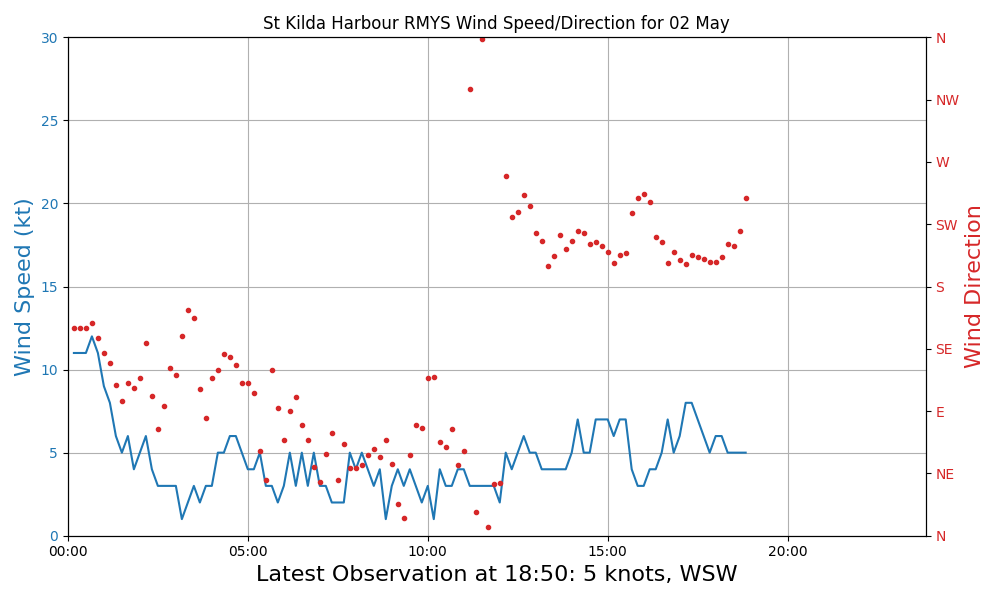 St Kilda Harbour RMYS Wind Speed/Direction for 02 May
30
25
20
15
10
5
0
Wind Speed (kt)
N
NW
W
SW
S
SE
E
NE
N
Wind Direction
00:00
05:00
10:00
15:00
20:00
Latest Observation at 18:50: 5 knots, WSW